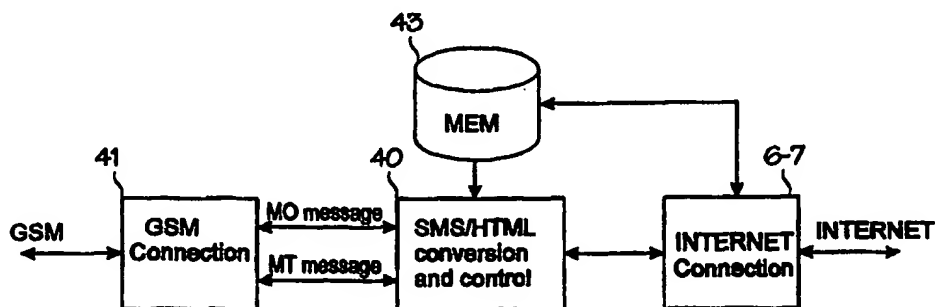 43
MEM
41
40
6-7
GSM
GSM
Connection
MO message
MT message
SMS/HTML
conversion
and control
INTERNET
Connection
INTERNET